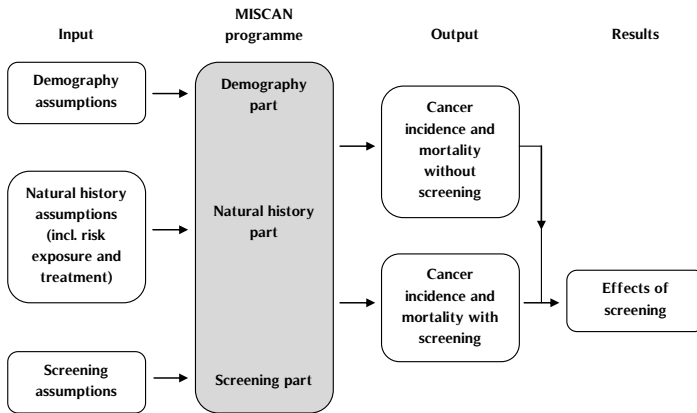 Input
MISCAN
programme
Output
Results
Demography
assumptions
Demography
part
Cancer
incidence and
mortality
without
screening
Natural history
assumptions
(incl. risk
exposure and
treatment)
Natural history
part
Cancer
incidence and
mortality with
screening
Effects of
screening
Screening
assumptions
Screening part